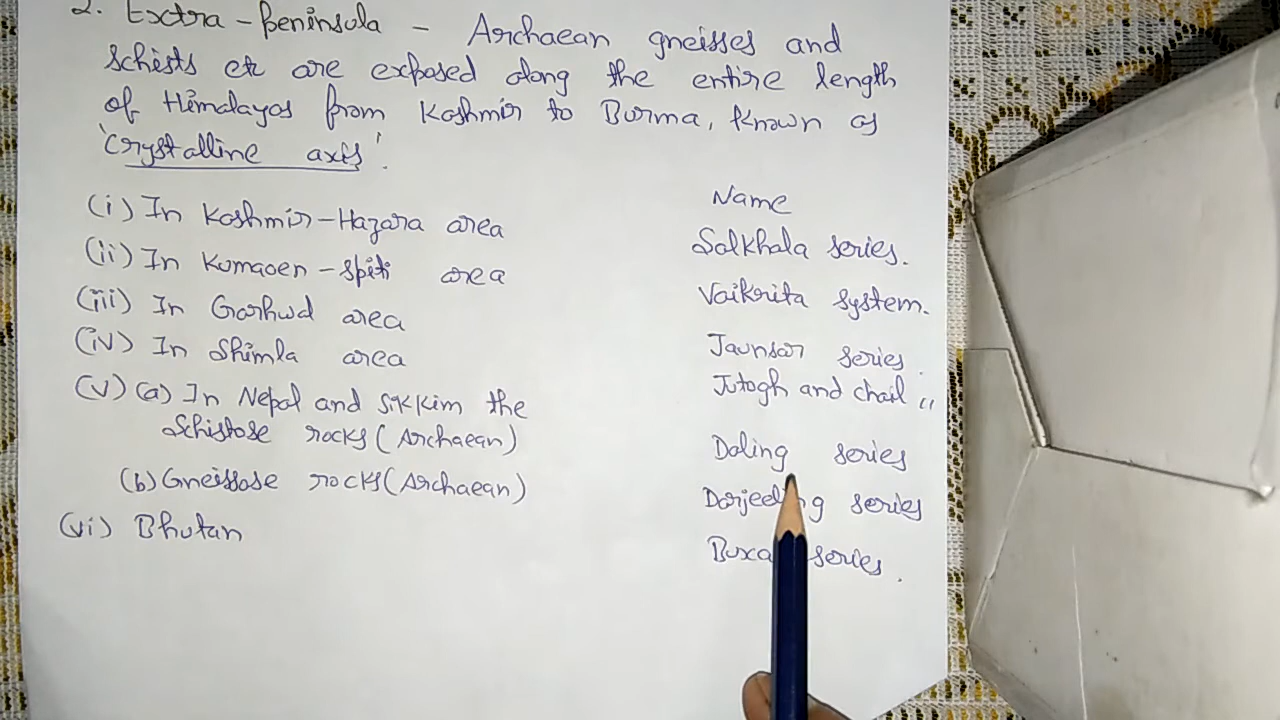 2. Extra-peninsula - Archaean gneisses and
schists etc are exposed along the entire length
of Himalayas from Kashmir to Burma, known as
'Crystalline axis'.
Name
(i) In Kashmir-Hazara area Salkhala series.
(ii) In Kumaoen-spiti area Vaikrita system.
(iii) In Garhwal area Jaunsar series.
(iv) In Shimla area Jutogh and chail "
(v) (a) In Nepal and Sikkim the
Schistose rocks (Archaean) Daling series
(b) Gneissose rocks (Archaean) Darjeeling series
(vi) Bhutan Buxa series.